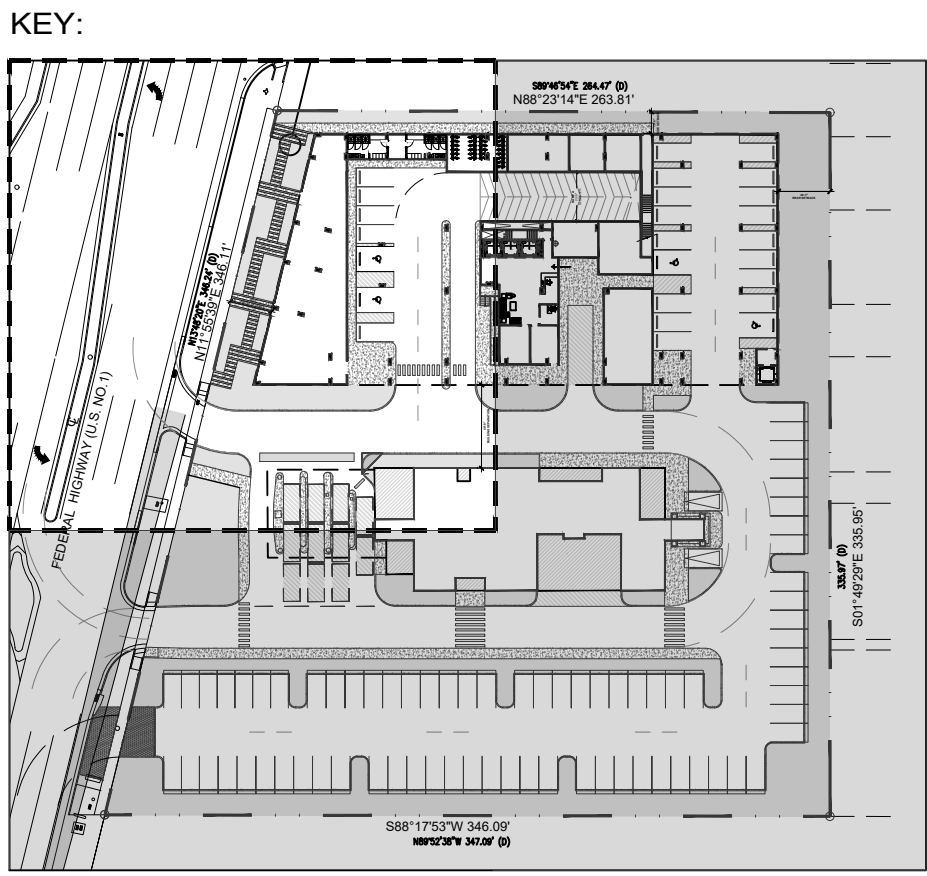 KEY:
S89°46'54"E 264.47' (D)
N88°23'14"E 263.81'
N13°46'20"E 346.24' (D)
N11°55'39"E 346.11'
FEDERAL HIGHWAY (U.S. NO.1)
335.97' (D)
S01°49'29"E 335.95'
S88°17'53"W 346.09'
N89°52'38"W 347.09' (D)